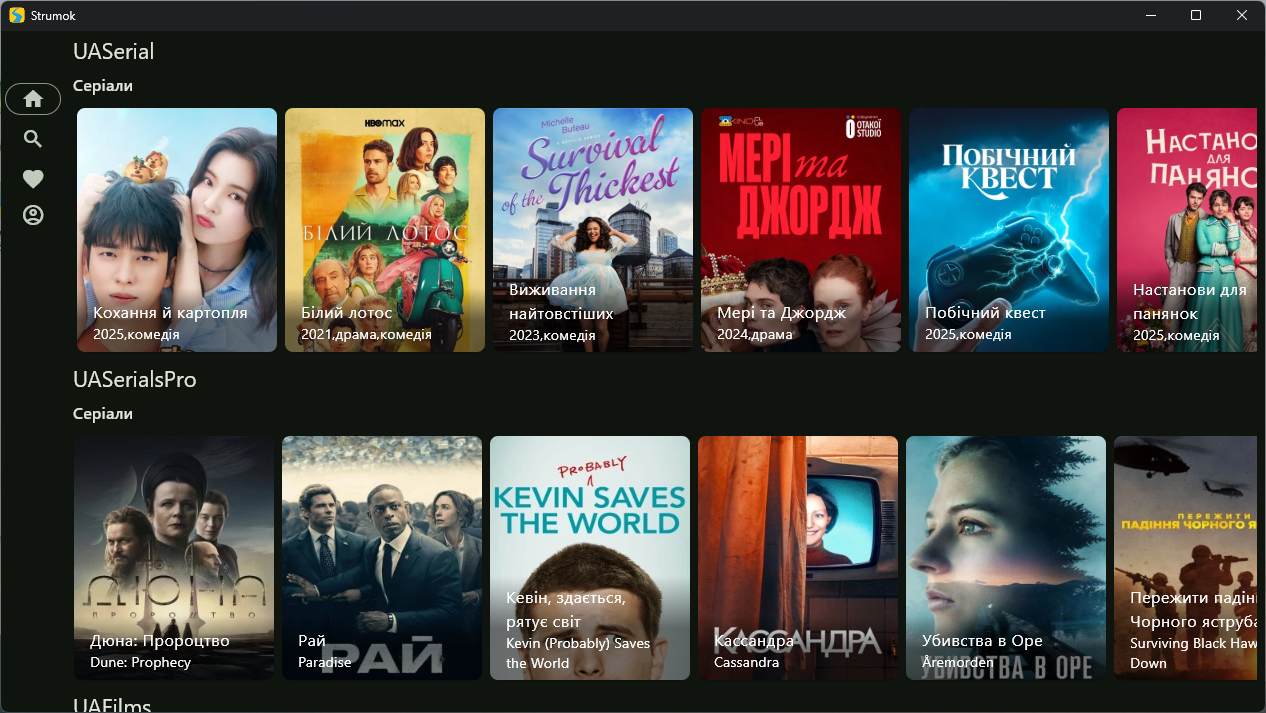 Strumok
UASerial
Серіали
HBOMAX
БІЛИЙ ЛОТОС
Michelle
Buteau
Survival
of the Thickest
МЕРІ та
ДЖОРДЖ
ОТАКОЇ
STUDIO
ПОБІЧНИЙ
КВЕСТ
НАСТАНО
ДЛЯ
ПАНЯНО
Кохання й картопля
2025,комедія
Білий лотос
2021,драма,комедія
Виживання
найтовстіших
2023,комедія
Мері та Джордж
2024,драма
Побічний квест
2025,комедія
Настанови для
панянок
2025,комедія
UASerialsPro
Серіали
ДЮНА
ПРОРОЦТВО
Дюна: Пророцтво
Dune: Prophecy
РАЙ
Рай
Paradise
PROBABLY
KEVIN SAVES
THE WORLD
Кевін, здається,
рятує світ
Kevin (Probably) Saves
the World
КАССАНДРА
Кассандра
Cassandra
УБИВСТВА В ОРЕ
Убивства в Оре
Åremorden
ПЕРЕЖИТИ
ПАДІННЯ ЧОРНОГО Я
Пережити падін
Чорного яструба
Surviving Black Haw
Down
UAFilms